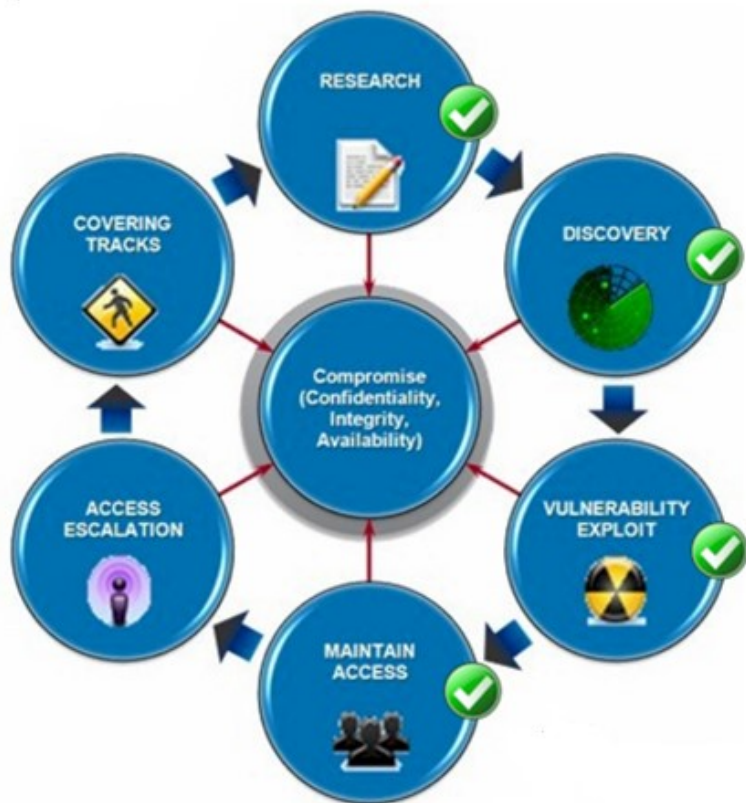 RESEARCH
DISCOVERY
VULNERABILITY
EXPLOIT
MAINTAIN
ACCESS
ACCESS
ESCALATION
COVERING
TRACKS
Compromise
(Confidentiality,
Integrity,
Availability)